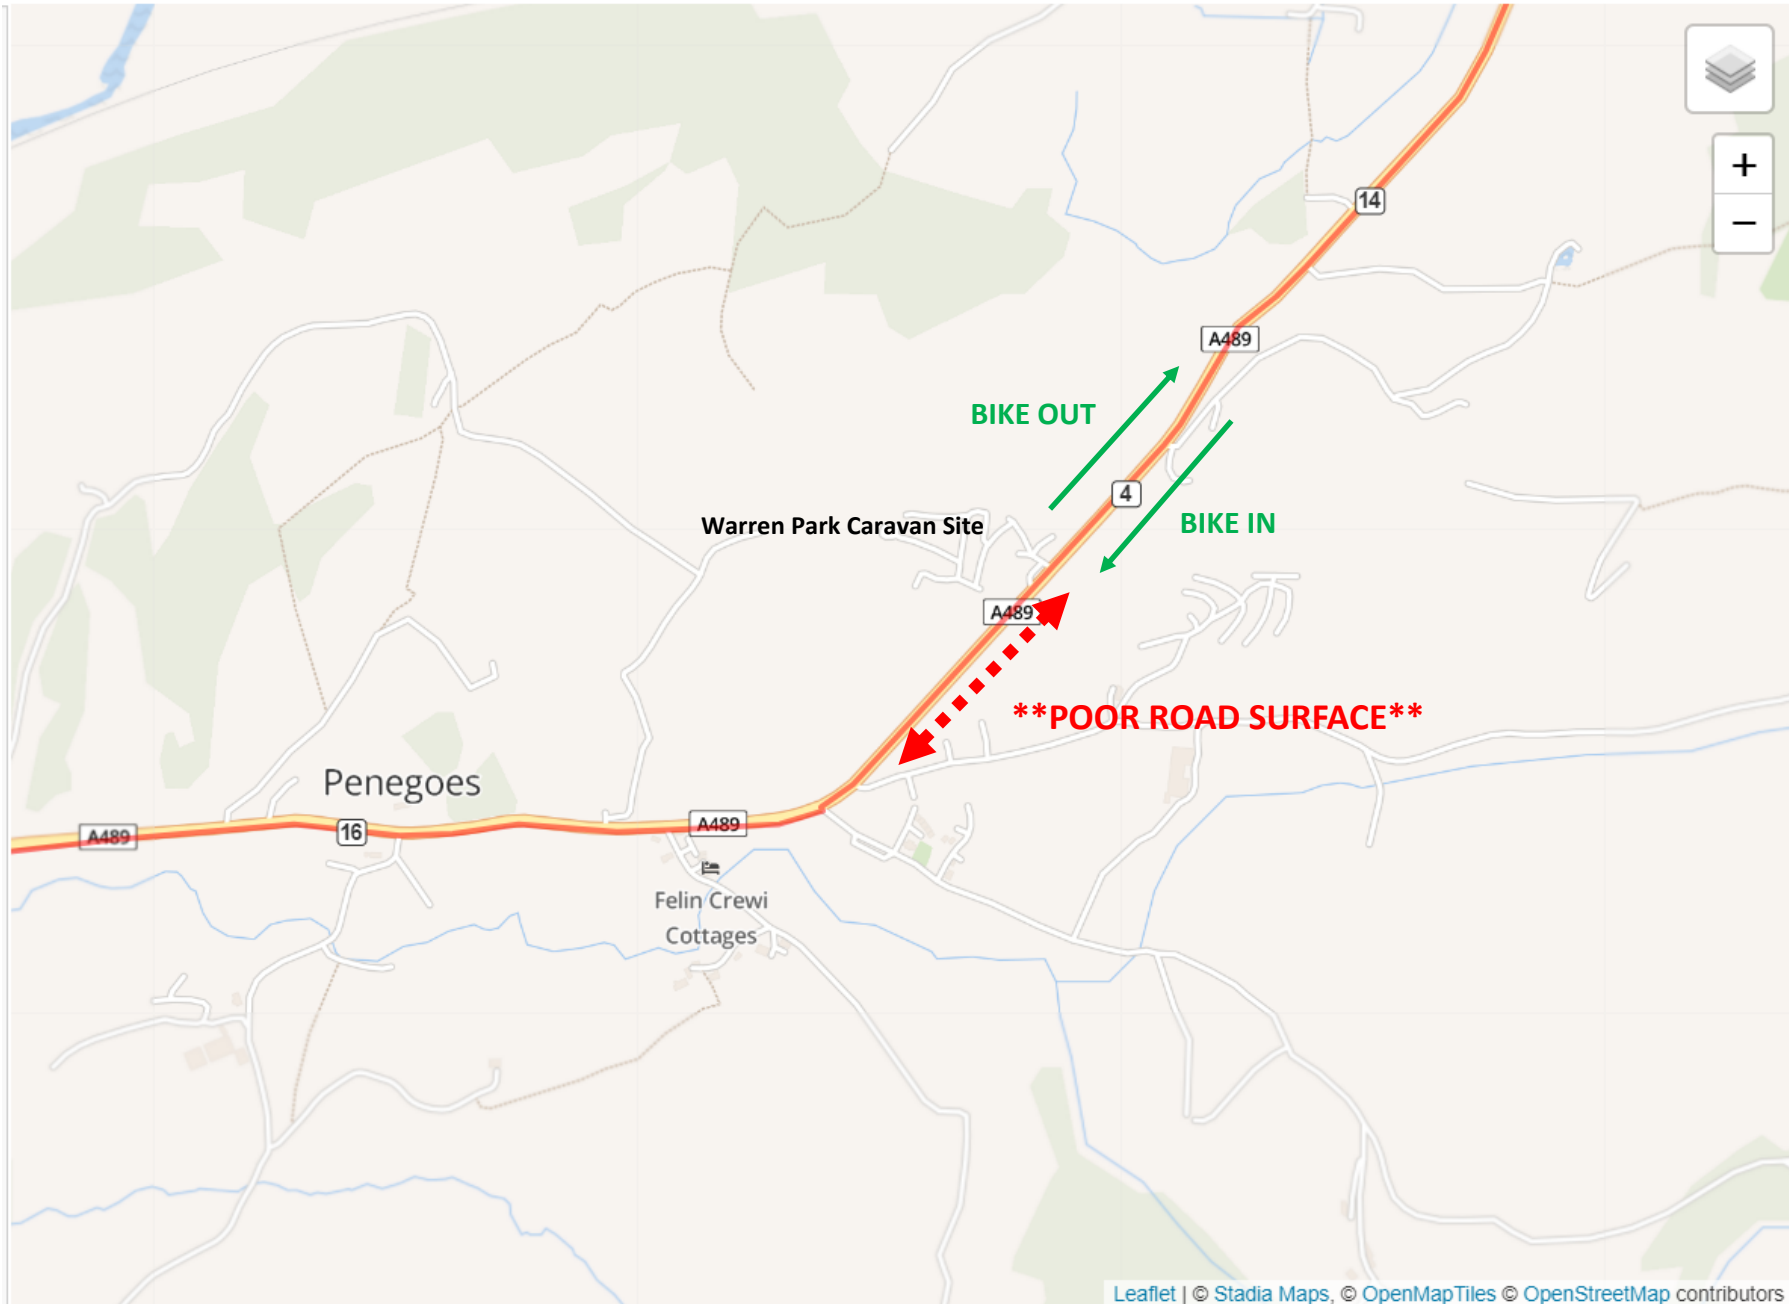 +
−
14
A489
BIKE OUT
4
Warren Park Caravan Site
BIKE IN
A489
**POOR ROAD SURFACE**
Penegoes
A489
16
A489
Felin Crewi
Cottages
Leaflet | © Stadia Maps, © OpenMapTiles © OpenStreetMap contributors